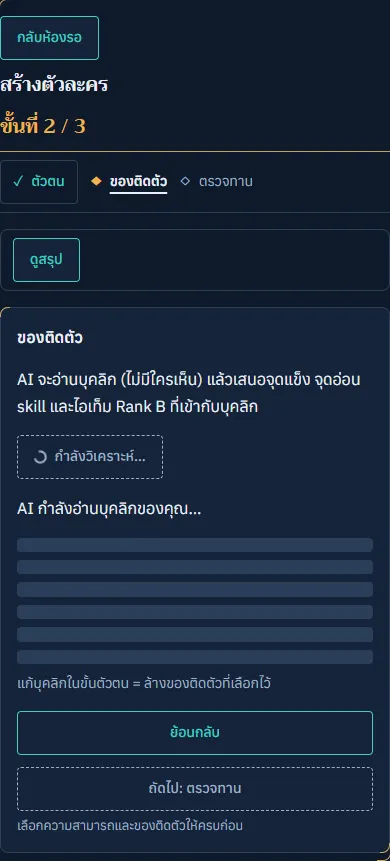 กลับห้องรอ
สร้างตัวละคร
ขั้นที่ 2 / 3
✓ ตัวตน ◆ ของติดตัว ◇ ตรวจทาน
ดูสรุป
ของติดตัว
AI จะอ่านบุคลิก (ไม่มีใครเห็น) แล้วเสนอจุดแข็ง จุดอ่อน
skill และไอเท็ม Rank B ที่เข้ากับบุคลิก
กำลังวิเคราะห์…
AI กำลังอ่านบุคลิกของคุณ…
แก้บุคลิกในขั้นตัวตน = ล้างของติดตัวที่เลือกไว้
ย้อนกลับ
ถัดไป: ตรวจทาน
เลือกความสามารถและของติดตัวให้ครบก่อน